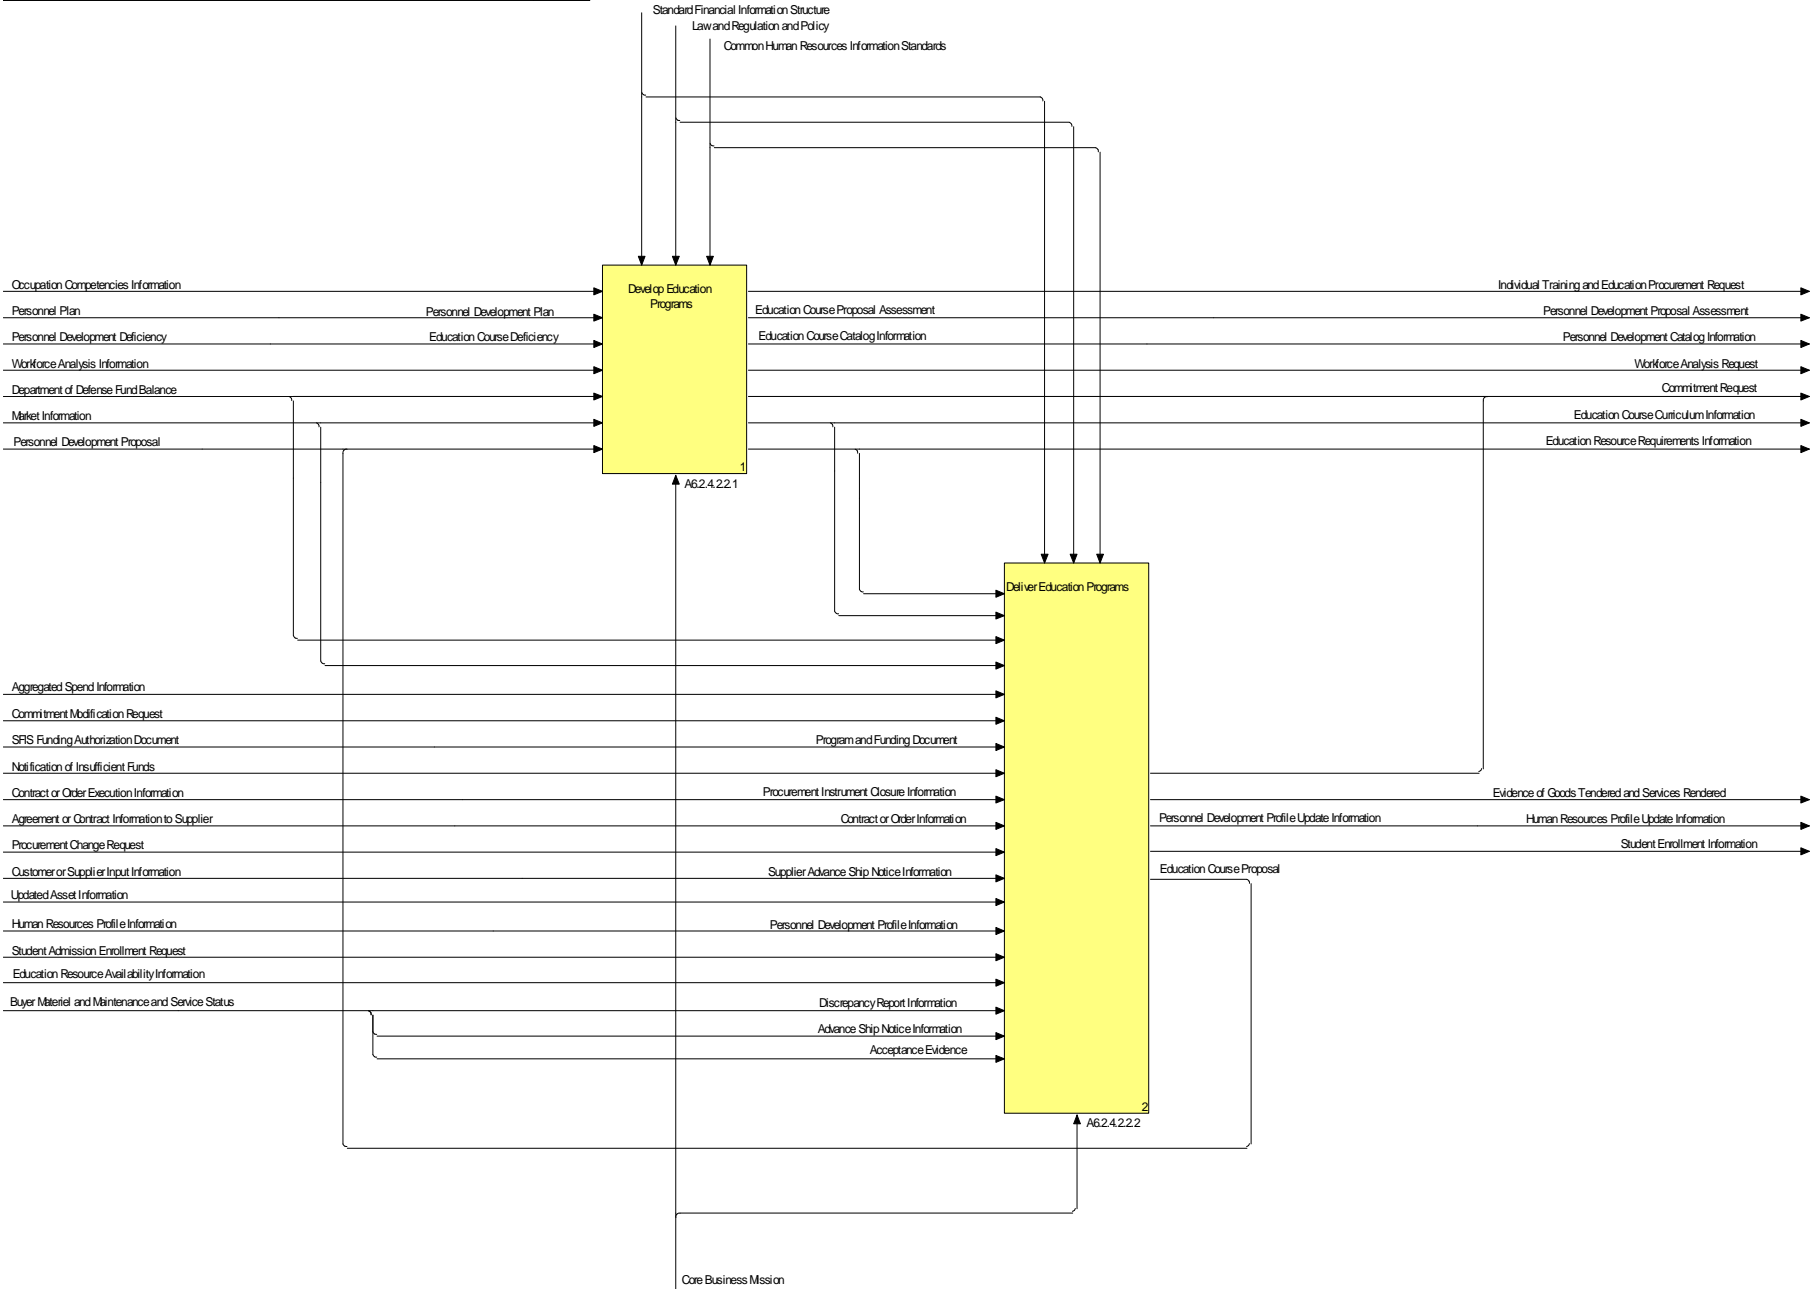 Standard Financial Information Structure
Law and Regulation and Policy
Common Human Resources Information Standards
Occupation Competencies Information
Personnel Plan
Personnel Development Plan
Personnel Development Deficiency
Education Course Deficiency
Workforce Analysis Information
Department of Defense Fund Balance
Market Information
Personnel Development Proposal
Develop Education
Programs
1
A6.2.4.2.2.1
Education Course Proposal Assessment
Education Course Catalog Information
Individual Training and Education Procurement Request
Personnel Development Proposal Assessment
Personnel Development Catalog Information
Workforce Analysis Request
Commitment Request
Education Course Curriculum Information
Education Resource Requirements Information
Deliver Education Programs
Aggregated Spend Information
Commitment Modification Request
SFIS Funding Authorization Document
Program and Funding Document
Notification of Insufficient Funds
Contract or Order Execution Information
Procurement Instrument Closure Information
Agreement or Contract Information to Supplier
Contract or Order Information
Procurement Change Request
Customer or Supplier Input Information
Supplier Advance Ship Notice Information
Updated Asset Information
Human Resources Profile Information
Personnel Development Profile Information
Student Admission Enrollment Request
Education Resource Availability Information
Buyer Materiel and Maintenance and Service Status
Discrepancy Report Information
Advance Ship Notice Information
Acceptance Evidence
Evidence of Goods Tendered and Services Rendered
Personnel Development Profile Update Information
Human Resources Profile Update Information
Student Enrollment Information
Education Course Proposal
2
A6.2.4.2.2.2
Core Business Mission